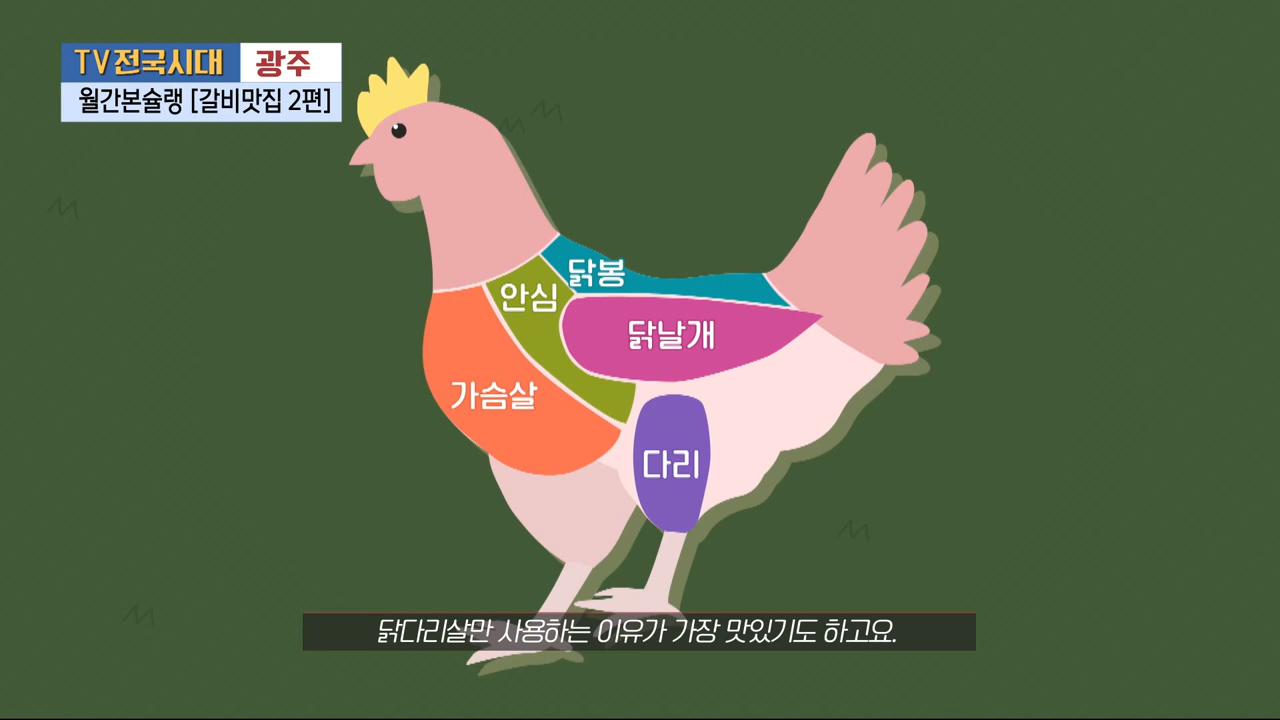 TV전국시대 광주
월간본슐랭 [갈비맛집 2편]
닭봉
안심
닭날개
가슴살
다리
닭다리살만 사용하는 이유가 가장 맛있기도 하고요.